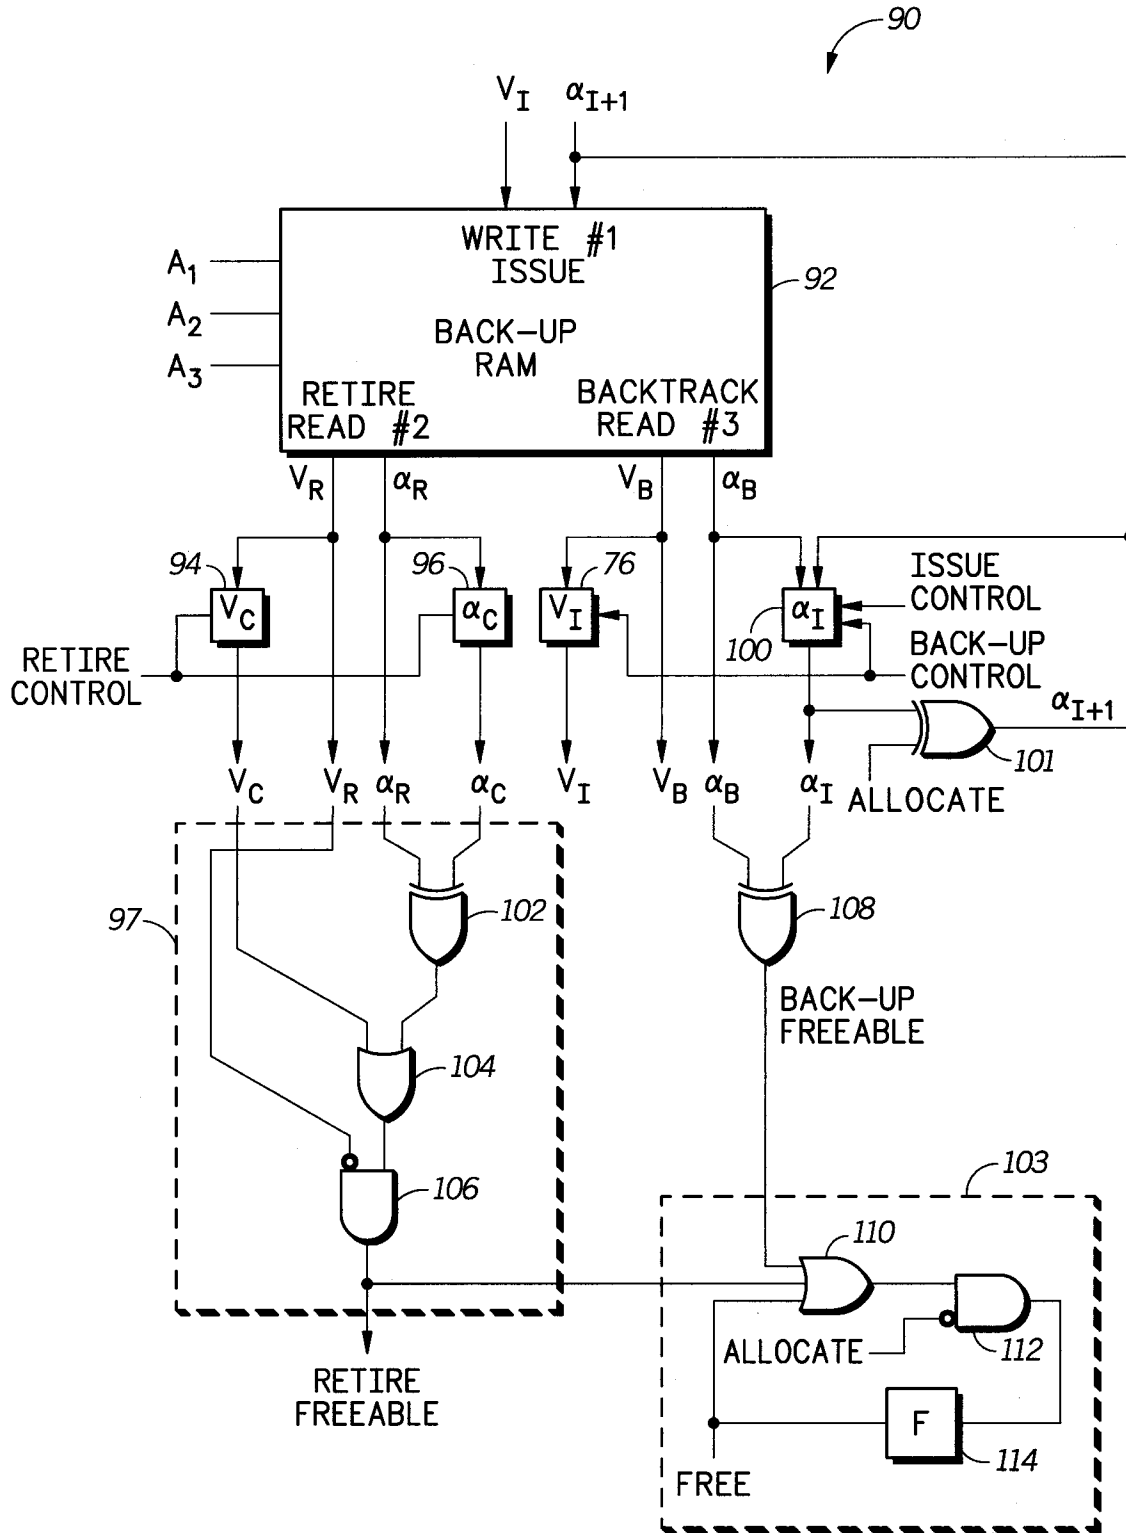 90
V_I α_I+1
WRITE #1
ISSUE
92
A_1
A_2
A_3
BACK-UP
RAM
RETIRE
READ #2
BACKTRACK
READ #3
V_R α_R V_B α_B
94 V_C
96 α_C
76 V_I
100 α_I
ISSUE
CONTROL
BACK-UP
CONTROL
RETIRE
CONTROL
α_I+1
101
ALLOCATE
V_C V_R α_R α_C V_I V_B α_B α_I
97
102
108
BACK-UP
FREEABLE
104
106
103
110
ALLOCATE
112
RETIRE
FREEABLE
F
114
FREE